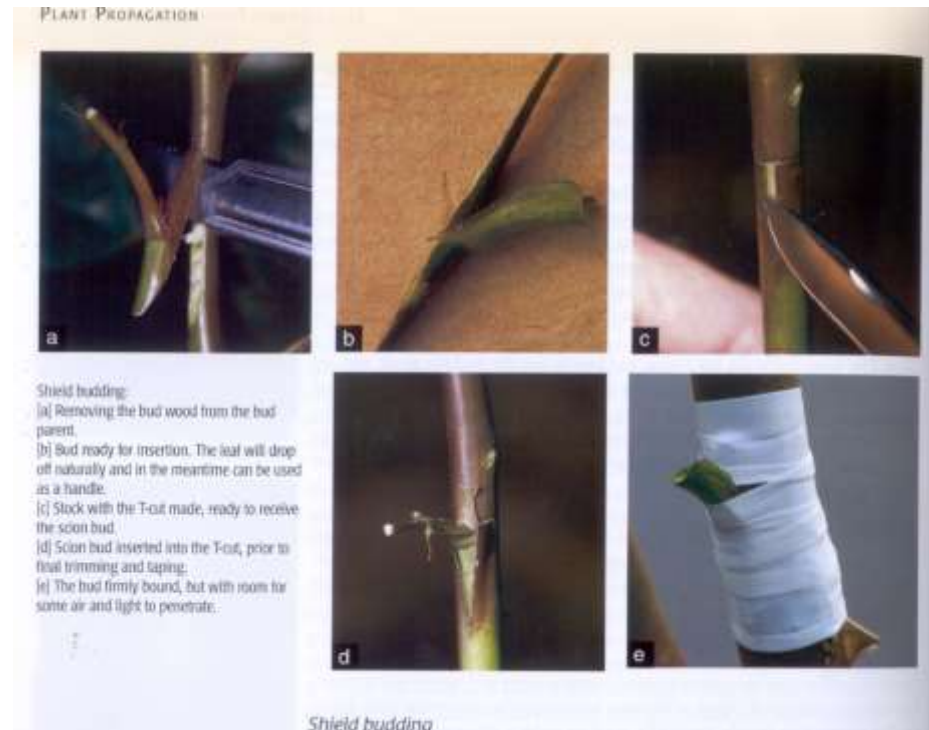 PLANT PROPAGATION
a
b
c
Shield budding:
[a] Removing the bud wood from the bud
parent.
[b] Bud ready for insertion. The leaf will drop
off naturally and in the meantime can be used
as a handle.
[c] Stock with the T-cut made, ready to receive
the scion bud.
[d] Scion bud inserted into the T-cut, prior to
final trimming and taping.
[e] The bud firmly bound, but with room for
some air and light to penetrate.
d
e
Shield budding